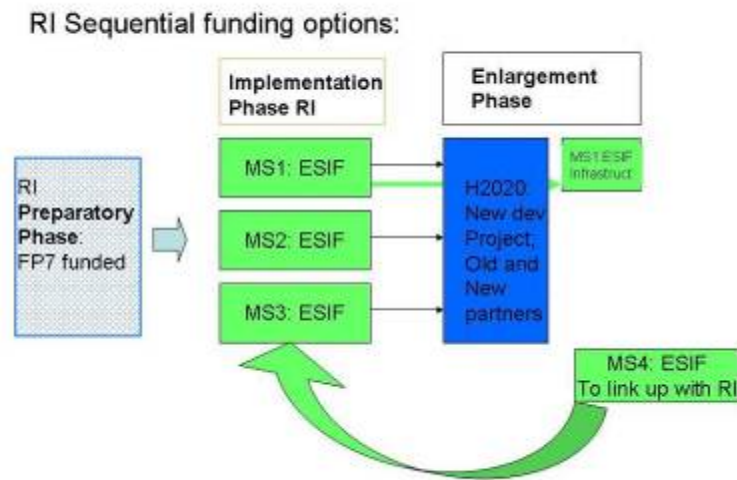 RI Sequential funding options:
Implementation
Phase RI
Enlargement
Phase
RI
Preparatory
Phase:
FP7 funded
MS1: ESIF
MS2: ESIF
MS3: ESIF
H2020:
New dev
Project;
Old and
New
partners
MS1:ESIF
Infrastruct
MS4: ESIF
To link up with RI